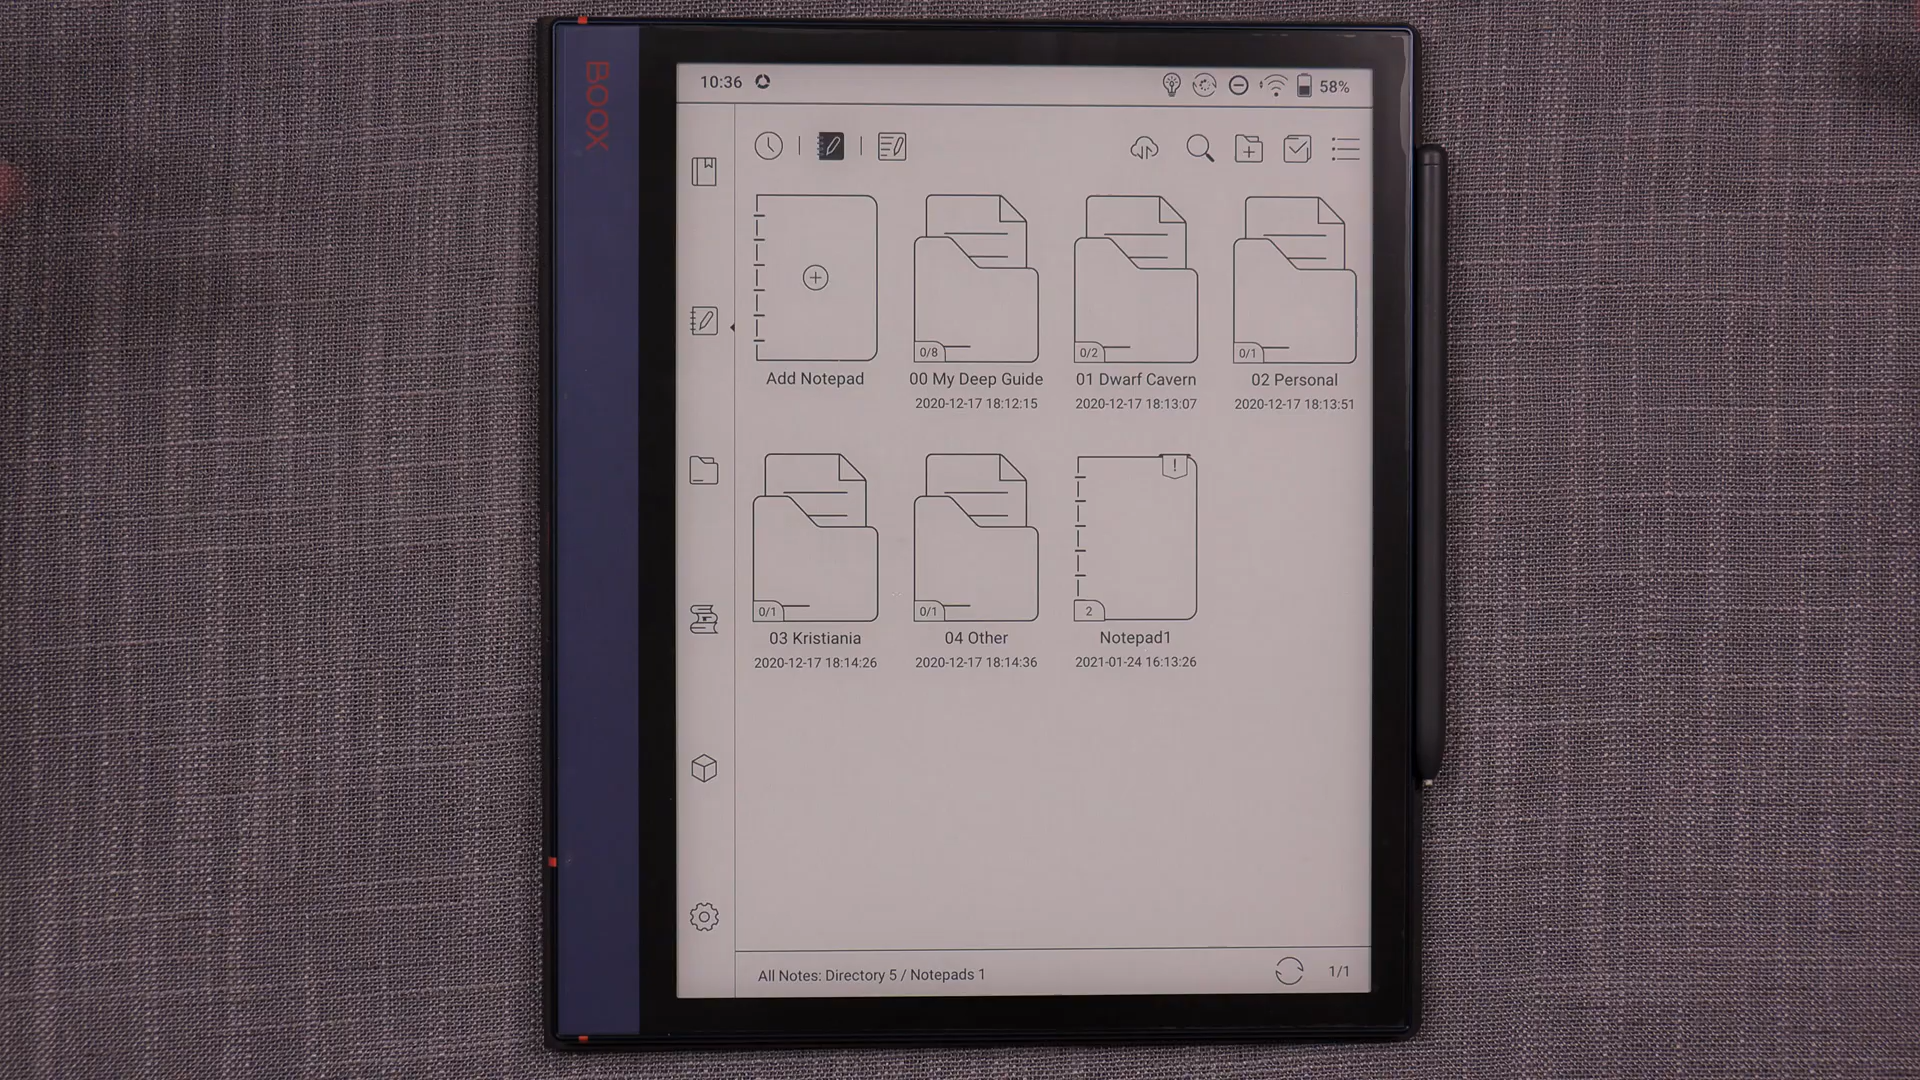 BOOX
10:36
58%
Add Notepad
0/8
00 My Deep Guide
2020-12-17 18:12:15
0/2
01 Dwarf Cavern
2020-12-17 18:13:07
0/1
02 Personal
2020-12-17 18:13:51
0/1
03 Kristiania
2020-12-17 18:14:26
0/1
04 Other
2020-12-17 18:14:36
!
2
Notepad1
2021-01-24 16:13:26
All Notes: Directory 5 / Notepads 1
1/1